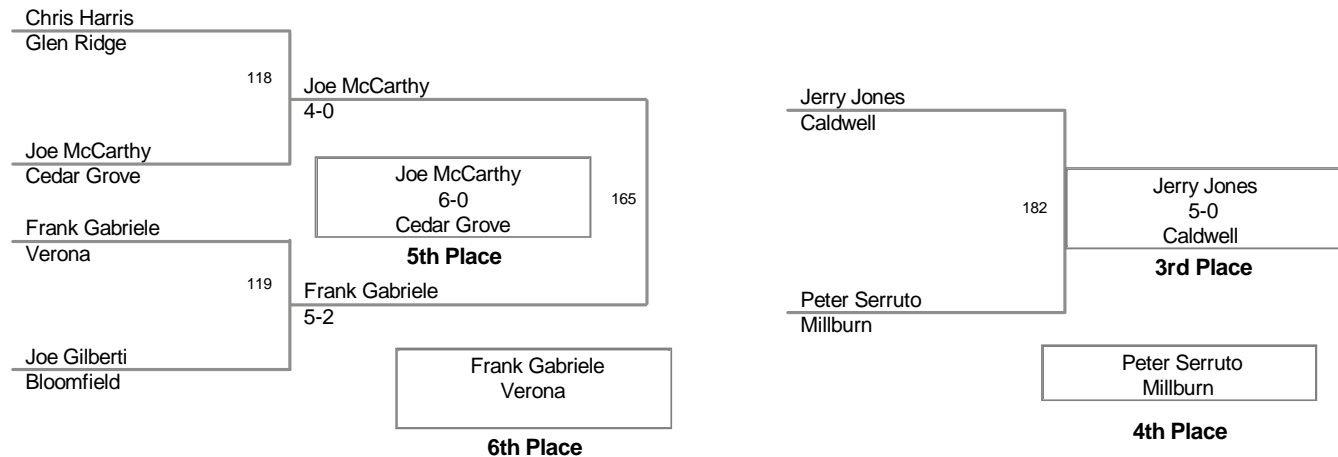 Chris Harris
Glen Ridge
118
Joe McCarthy
4-0
Joe McCarthy
Cedar Grove
Joe McCarthy
6-0
Cedar Grove
5th Place
165
Frank Gabriele
Verona
119
Frank Gabriele
5-2
Joe Gilberti
Bloomfield
Frank Gabriele
Verona
6th Place
Jerry Jones
Caldwell
182
Jerry Jones
5-0
Caldwell
3rd Place
Peter Serruto
Millburn
Peter Serruto
Millburn
4th Place